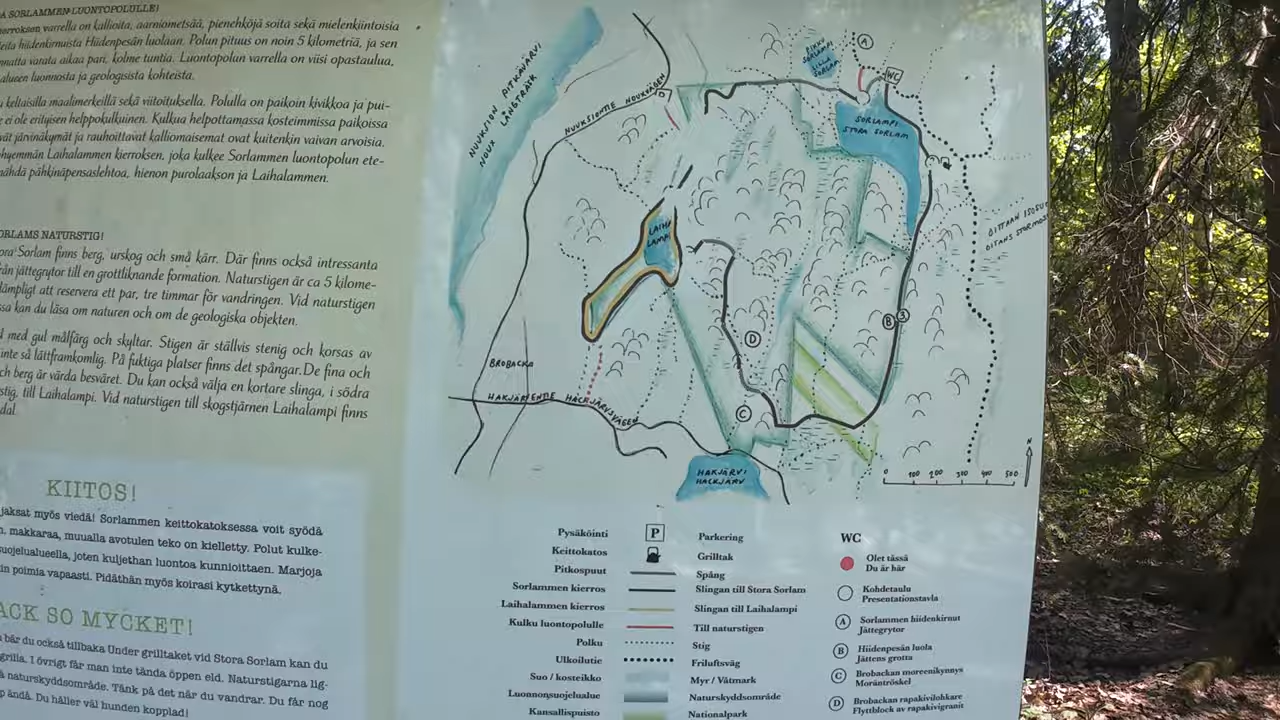 SORLAMMEN LUONTOPOLULLE!
varrella on kallioita, aarniometsää, pienehköjä soita sekä mielenkiintoisia
hiidenkirnuista Hiidenpesän luolaan. Polun pituus on noin 5 kilometriä, ja sen
varata aikaa pari, kolme tuntia. Luontopolun varrella on viisi opastaulua,
alueen luonnosta ja geologisista kohteista.
keltaisilla maalimerkeillä sekä viitoituksella. Polulla on paikoin kivikkoa ja pui-
ei ole erityisen helppokulkuinen. Kulkua helpottamassa kosteimmissa paikoissa
jäninäkymät ja rauhoittavat kalliomaisemat ovat kuitenkin vaivan arvoisia.
Laihalammen kierroksen, joka kulkee Sorlammen luontopolun ete-
pähkinäpensaslehtoa, hienon purolaakson ja Laihalammen.
SORLAMS NATURSTIG!
Stora Sorlam finns berg, urskog och små kärr. Där finns också intressanta
från jättegrytor till en grottliknande formation. Naturstigen är ca 5 kilome-
lämpligt att reservera ett par, tre timmar för vandringen. Vid naturstigen
kan du läsa om naturen och om de geologiska objekten.
med gul målfärg och skyltar. Stigen är ställvis stenig och korsas av
inte så lättframkomlig. På fuktiga platser finns det spångar. De fina och
och berg är värda besväret. Du kan också välja en kortare slinga, i södra
till Laihalampi. Vid naturstigen till skogstjärnen Laihalampi finns
dal.
KIITOS!
jaksat myös viedä! Sorlammen keittokatoksessa voit syödä
makkaraa, muualla avotulen teko on kielletty. Polut kulke-
joten kuljethan luontoa kunnioittaen. Marjoja
poimia vapaasti. Pidäthän myös koirasi kytkettynä.
TACK SO MYCKET!
bär du också tillbaka Under grilltaket vid Stora Sorlam kan du
grilla. I övrigt får man inte tända öppen eld. Naturstigarna lig-
naturskyddsområde. Tänk på det när du vandrar. Du får nog
ändå. Du håller väl hunden kopplad!
NUUKSION PITKÄJÄRVI
NOUX LÅNGTRÄSK
NUUKSIONTIE NOUXVÄGEN
P
PIKKU
SORLAMPI
LILLA
SORLAM
A
WC
SORLAMPI
STORA SORLAM
OITTAAN ISOSUO
OITANS STORMOSSE
LAIHA
LAMPI
B
3
D
C
BROBACKA
HAKJÄRVENTIE HACKJÄRVSVÄGEN
HAKJÄRVI
HACKJÄRV
N
0 100 200 300 400 500
Pysäköinti P Parkering
Keittokatos Grilltak
Pitkospuut Spång
Sorlammen kierros Slingan till Stora Sorlam
Laihalammen kierros Slingan till Laihalampi
Kulku luontopolulle Till naturstigen
Polku Stig
Ulkoilutie Friluftsväg
Suo / kosteikko Myr / Våtmark
Luonnonsuojelualue Naturskyddsområde
Kansallispuisto Nationalpark
WC
Olet tässä
Du är här
Kohdetaulu
Presentationstavla
A Sorlammen hiidenkirnut
Jättegrytor
B Hiidenpesän luola
Jättens grotta
C Brobackan moreenikynnys
Moräntröskel
D Brobackan rapakivilohkare
Flyttblock av rapakivigranit